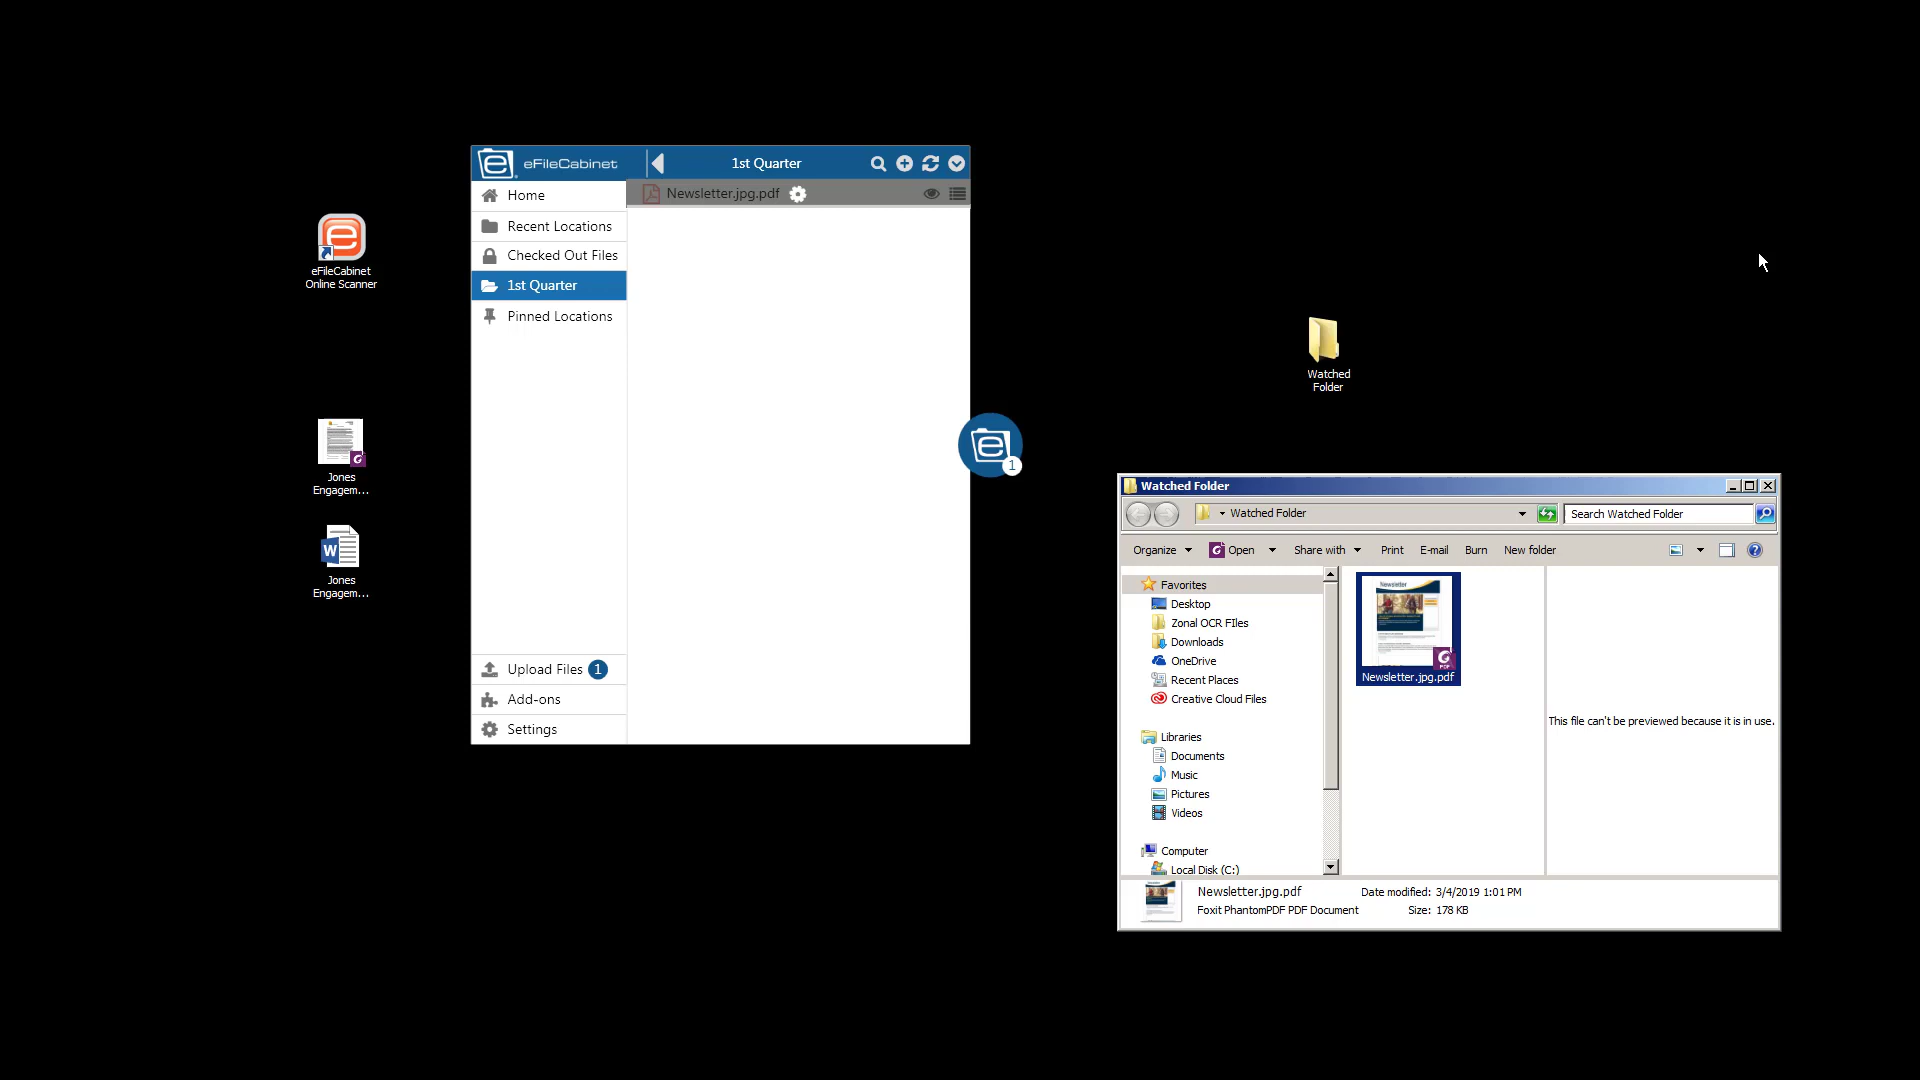 eFileCabinet
Online Scanner
Jones
Engagem...
Jones
Engagem...
eFileCabinet
1st Quarter
Home
Newsletter.jpg.pdf
Recent Locations
Checked Out Files
1st Quarter
Pinned Locations
Upload Files 1
Add-ons
Settings
1
Watched
Folder
Watched Folder
Watched Folder
Search Watched Folder
Organize
Open
Share with
Print
E-mail
Burn
New folder
Favorites
Desktop
Zonal OCR FIles
Downloads
OneDrive
Recent Places
Creative Cloud Files
Libraries
Documents
Music
Pictures
Videos
Computer
Local Disk (C:)
Newsletter
PDF
Newsletter.jpg.pdf
This file can't be previewed because it is in use.
Newsletter.jpg.pdf
Date modified: 3/4/2019 1:01 PM
Foxit PhantomPDF PDF Document
Size: 178 KB